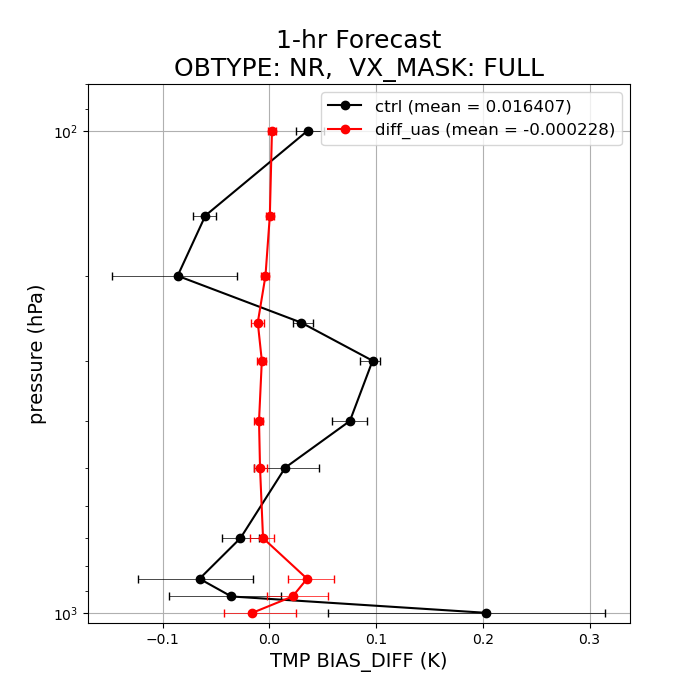 1-hr Forecast
OBTYPE: NR,  VX_MASK: FULL
ctrl (mean = 0.016407)
diff_uas (mean = -0.000228)
10²
10³
pressure (hPa)
−0.1 0.0 0.1 0.2 0.3
TMP BIAS_DIFF (K)